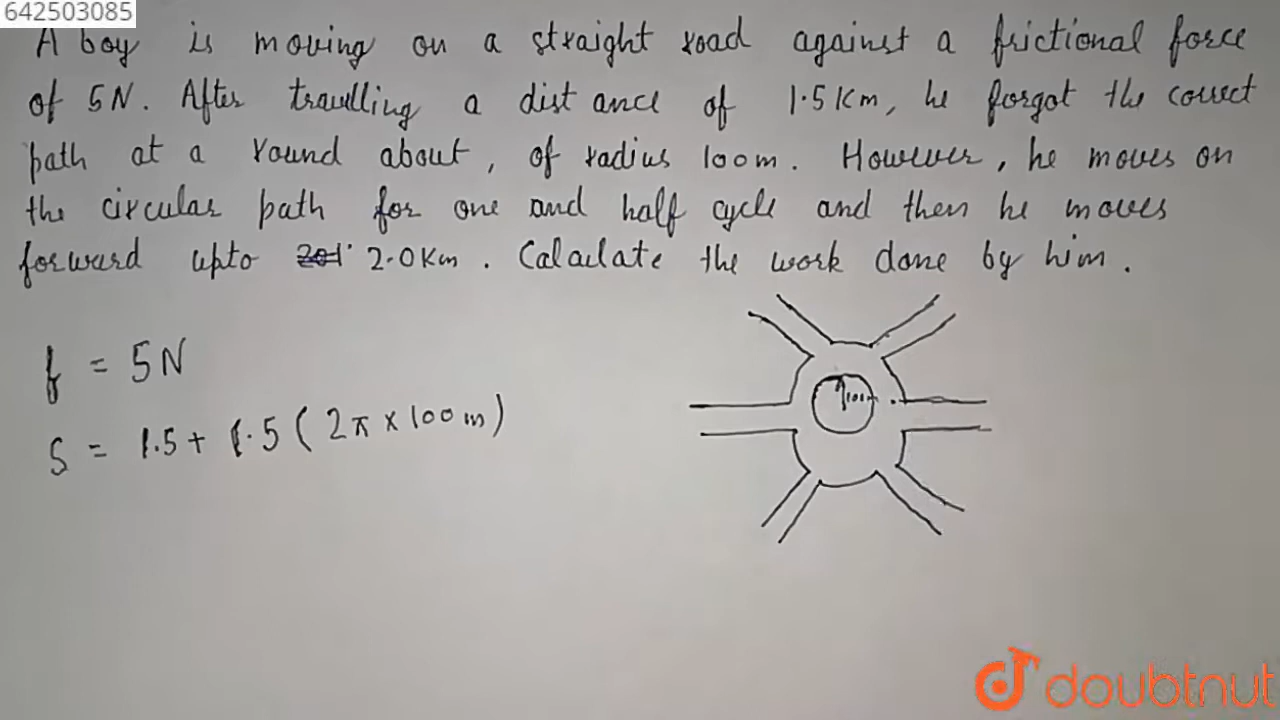 642503085
A boy is moving on a straight road against a frictional force
of 5N. After travelling a distance of 1.5 Km, he forgot the correct
path at a round about, of radius 100m. However, he moves on
the circular path for one and half cycle and then he moves
forward upto 2.0 Km. Calculate the work done by him.
f = 5N
S = 1.5 + 1.5 ( 2π × 100 m )
100m
doubtnut